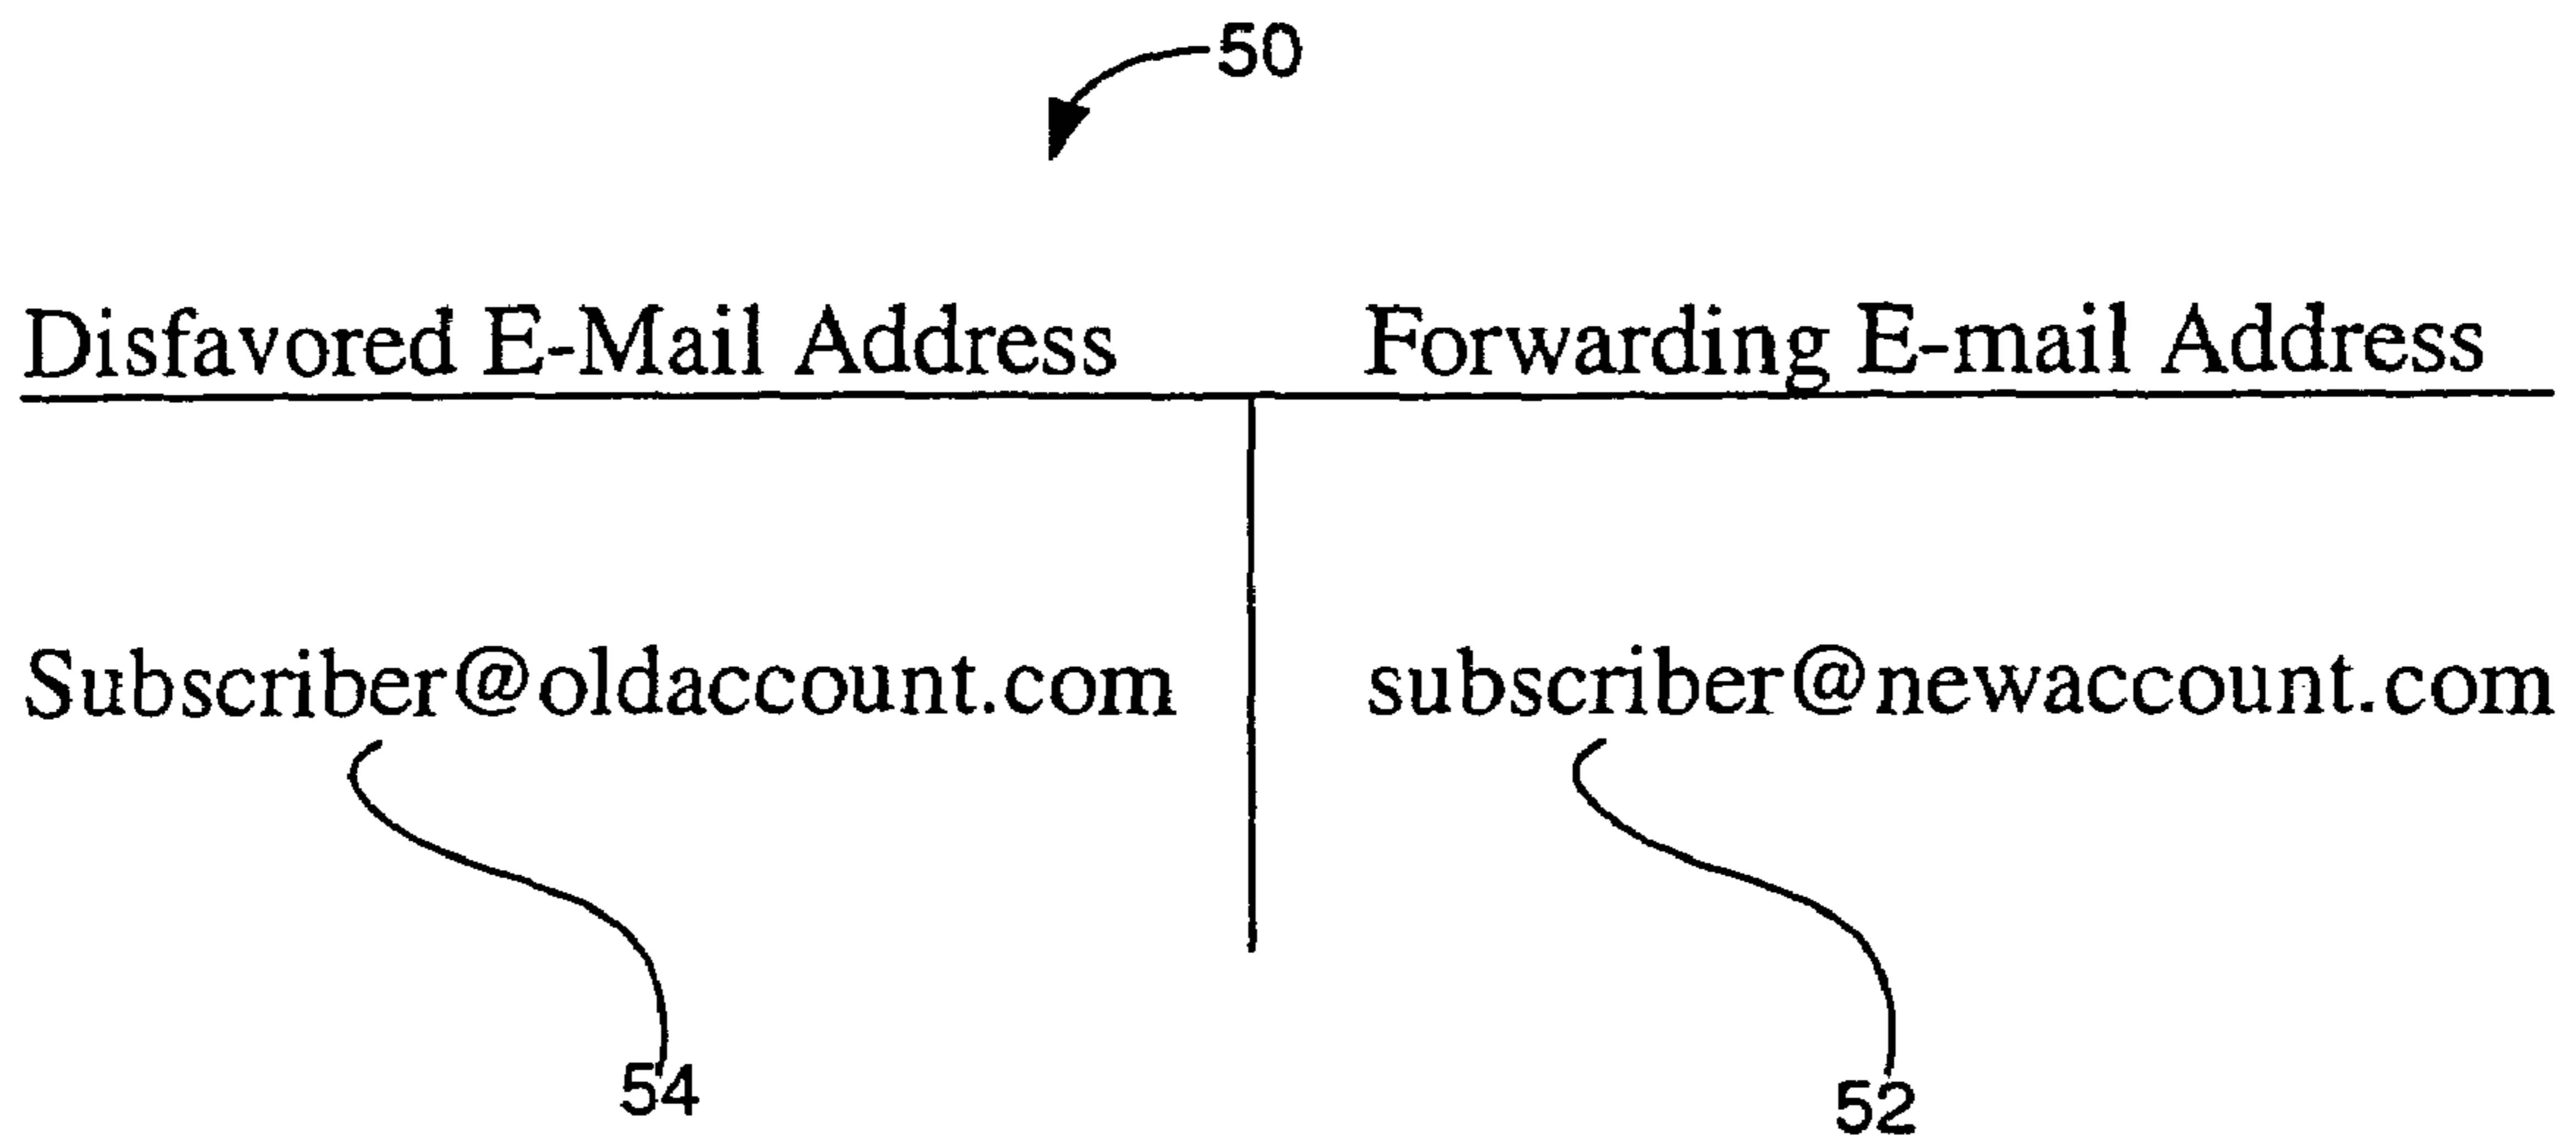 50
Disfavored E-Mail Address Forwarding E-mail Address
Subscriber@oldaccount.com subscriber@newaccount.com
54 52